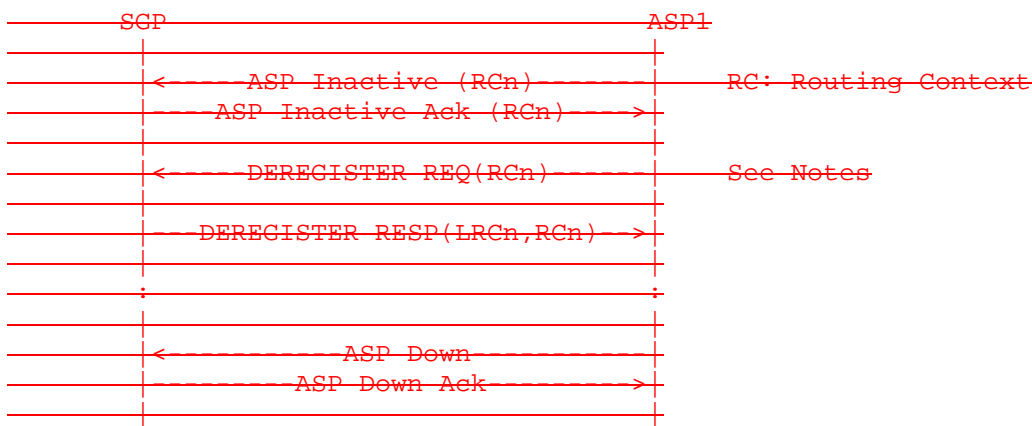 SGP                                        ASP1
|                                          |
|<-----ASP Inactive (RCn)-------|     RC: Routing Context
|----ASP Inactive Ack (RCn)---->|
|                                          |
|<-----DEREGISTER REQ(RCn)------|     See Notes
|                                          |
|---DEREGISTER RESP(LRCn,RCn)-->|
|                                          |
:                                          :
|                                          |
|<-----------ASP Down-----------|
|---------ASP Down Ack--------->|
|                                          |